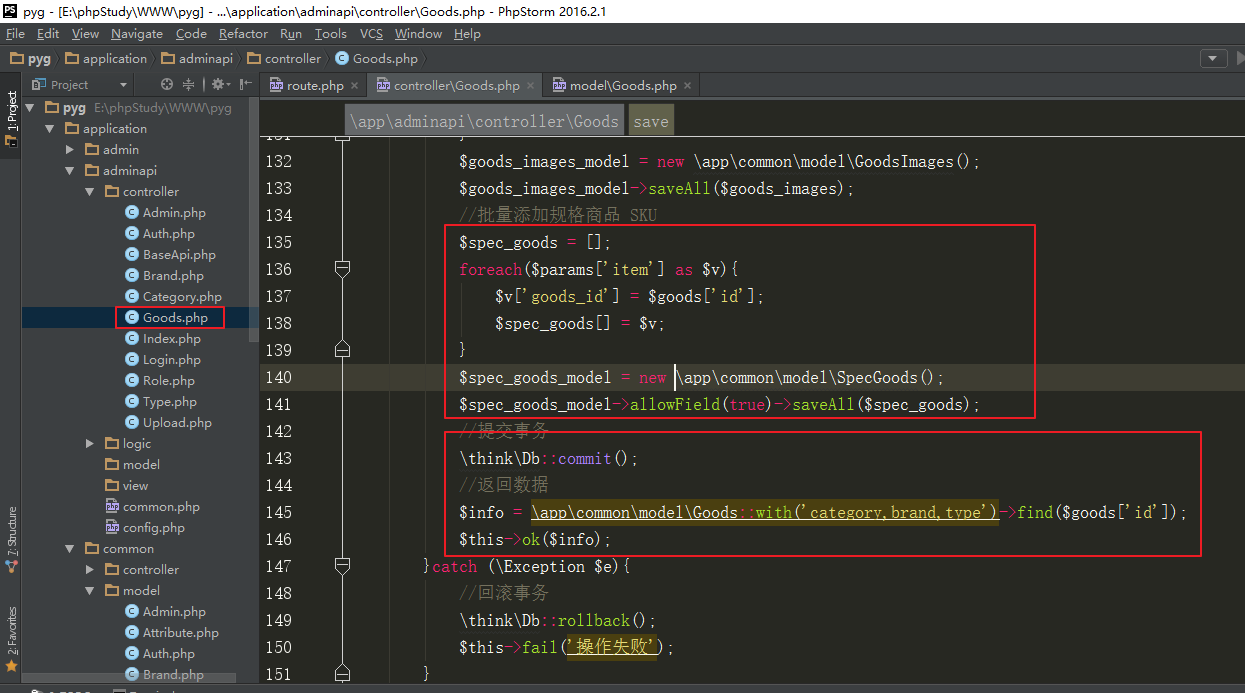 pyg - [E:\phpStudy\WWW\pyg] - ...\application\adminapi\controller\Goods.php - PhpStorm 2016.2.1
File Edit View Navigate Code Refactor Run Tools VCS Window Help
pyg application adminapi controller Goods.php
Project
route.php controller\Goods.php model\Goods.php
1: Project
7: Structure
2: Favorites
pyg E:\phpStudy\WWW\pyg
application
admin
adminapi
controller
Admin.php
Auth.php
BaseApi.php
Brand.php
Category.php
Goods.php
Index.php
Login.php
Role.php
Type.php
Upload.php
logic
model
view
common.php
config.php
common
controller
model
Admin.php
Attribute.php
Auth.php
Brand.php
\app\adminapi\controller\Goods save
131
132 $goods_images_model = new \app\common\model\GoodsImages();
133 $goods_images_model->saveAll($goods_images);
134 //批量添加规格商品 SKU
135 $spec_goods = [];
136 foreach($params['item'] as $v){
137 $v['goods_id'] = $goods['id'];
138 $spec_goods[] = $v;
139 }
140 $spec_goods_model = new \app\common\model\SpecGoods();
141 $spec_goods_model->allowField(true)->saveAll($spec_goods);
142 //提交事务
143 \think\Db::commit();
144 //返回数据
145 $info = \app\common\model\Goods::with('category,brand,type')->find($goods['id']);
146 $this->ok($info);
147 }catch (\Exception $e){
148 //回滚事务
149 \think\Db::rollback();
150 $this->fail('操作失败');
151 }